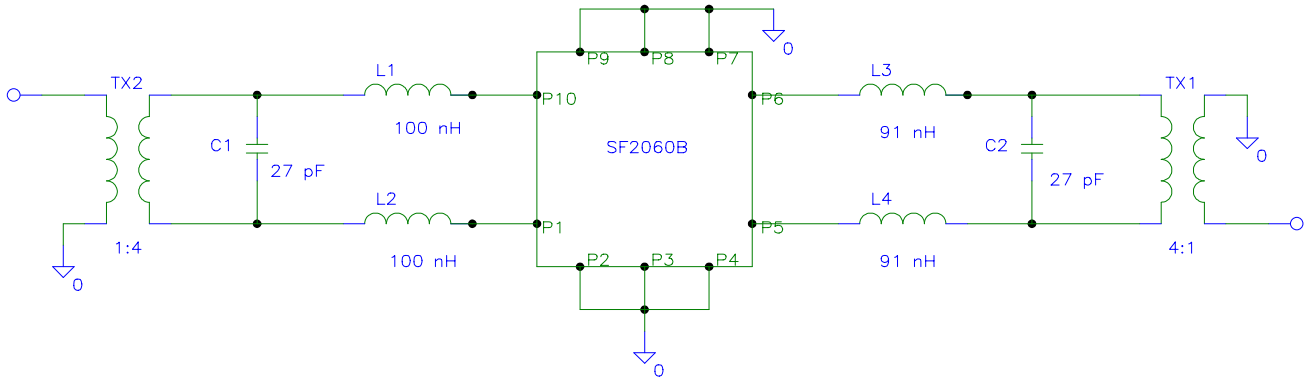 P9
P8
P7
0
TX2
L1
P10
P6
L3
TX1
100 nH
91 nH
C1
SF2060B
C2
0
27 pF
27 pF
L2
P1
P5
L4
1:4
4:1
100 nH
P2
P3
P4
91 nH
0
0